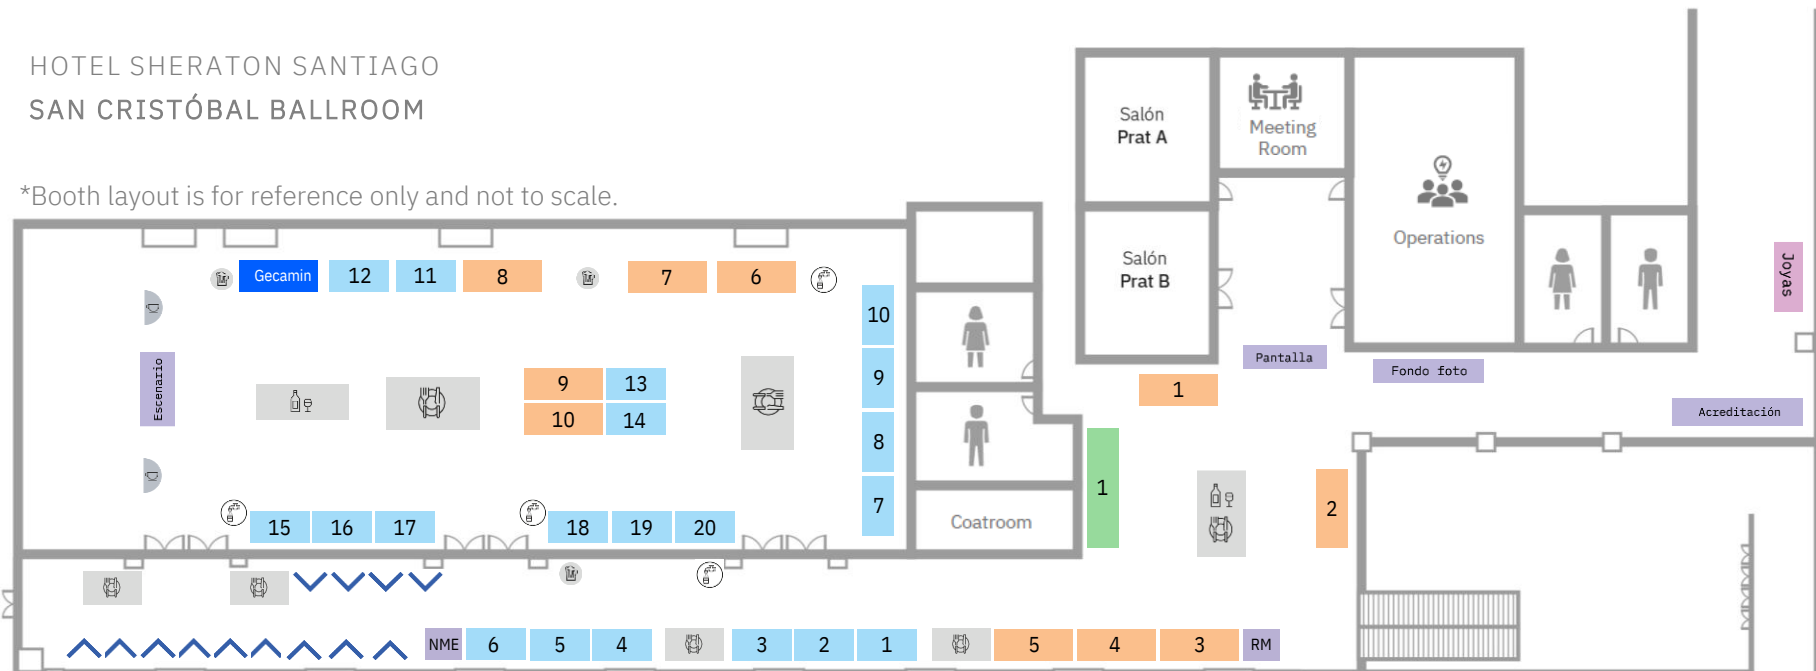 HOTEL SHERATON SANTIAGO
SAN CRISTÓBAL BALLROOM
*Booth layout is for reference only and not to scale.
Salón
Prat A
Meeting
Room
Operations
Salón
Prat B
Joyas
Gecamin
12
11
8
7
6
10
9
8
7
Escenario
9
13
10
14
15
16
17
18
19
20
Coatroom
Pantalla
Fondo foto
Acreditación
1
1
2
NME
6
5
4
3
2
1
5
4
3
RM